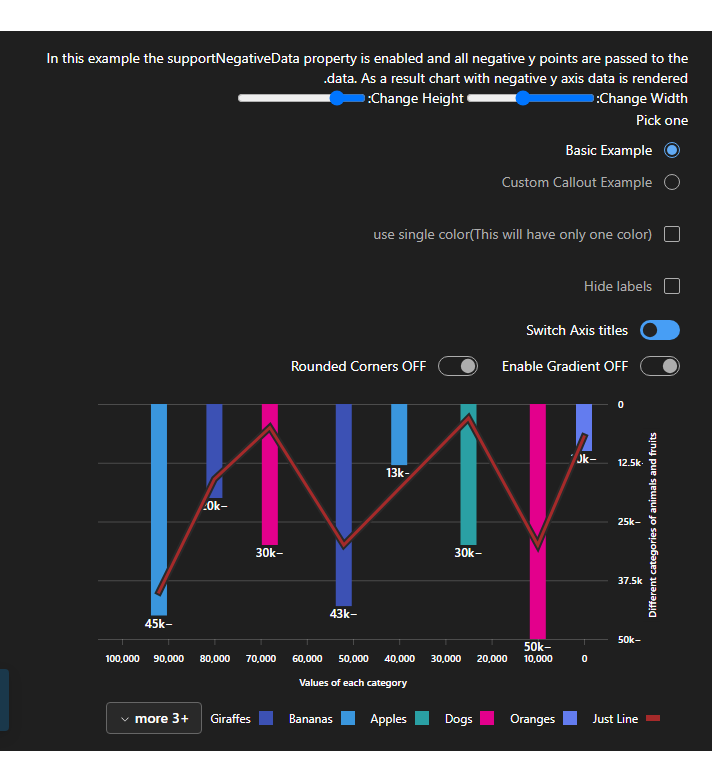 In this example the supportNegativeData property is enabled and all negative y points are passed to the
.data. As a result chart with negative y axis data is rendered
:Change Height :Change Width
Pick one
Basic Example
Custom Callout Example
use single color(This will have only one color)
Hide labels
Switch Axis titles
Rounded Corners OFF Enable Gradient OFF
0
12.5k-
25k–
37.5k
50k–
Different categories of animals and fruits
45k–
20k–
30k–
43k–
13k–
30k–
50k–
10k–
100,000 90,000 80,000 70,000 60,000 50,000 40,000 30,000 20,000 10,000 0
Values of each category
more 3+ Giraffes Bananas Apples Dogs Oranges Just Line